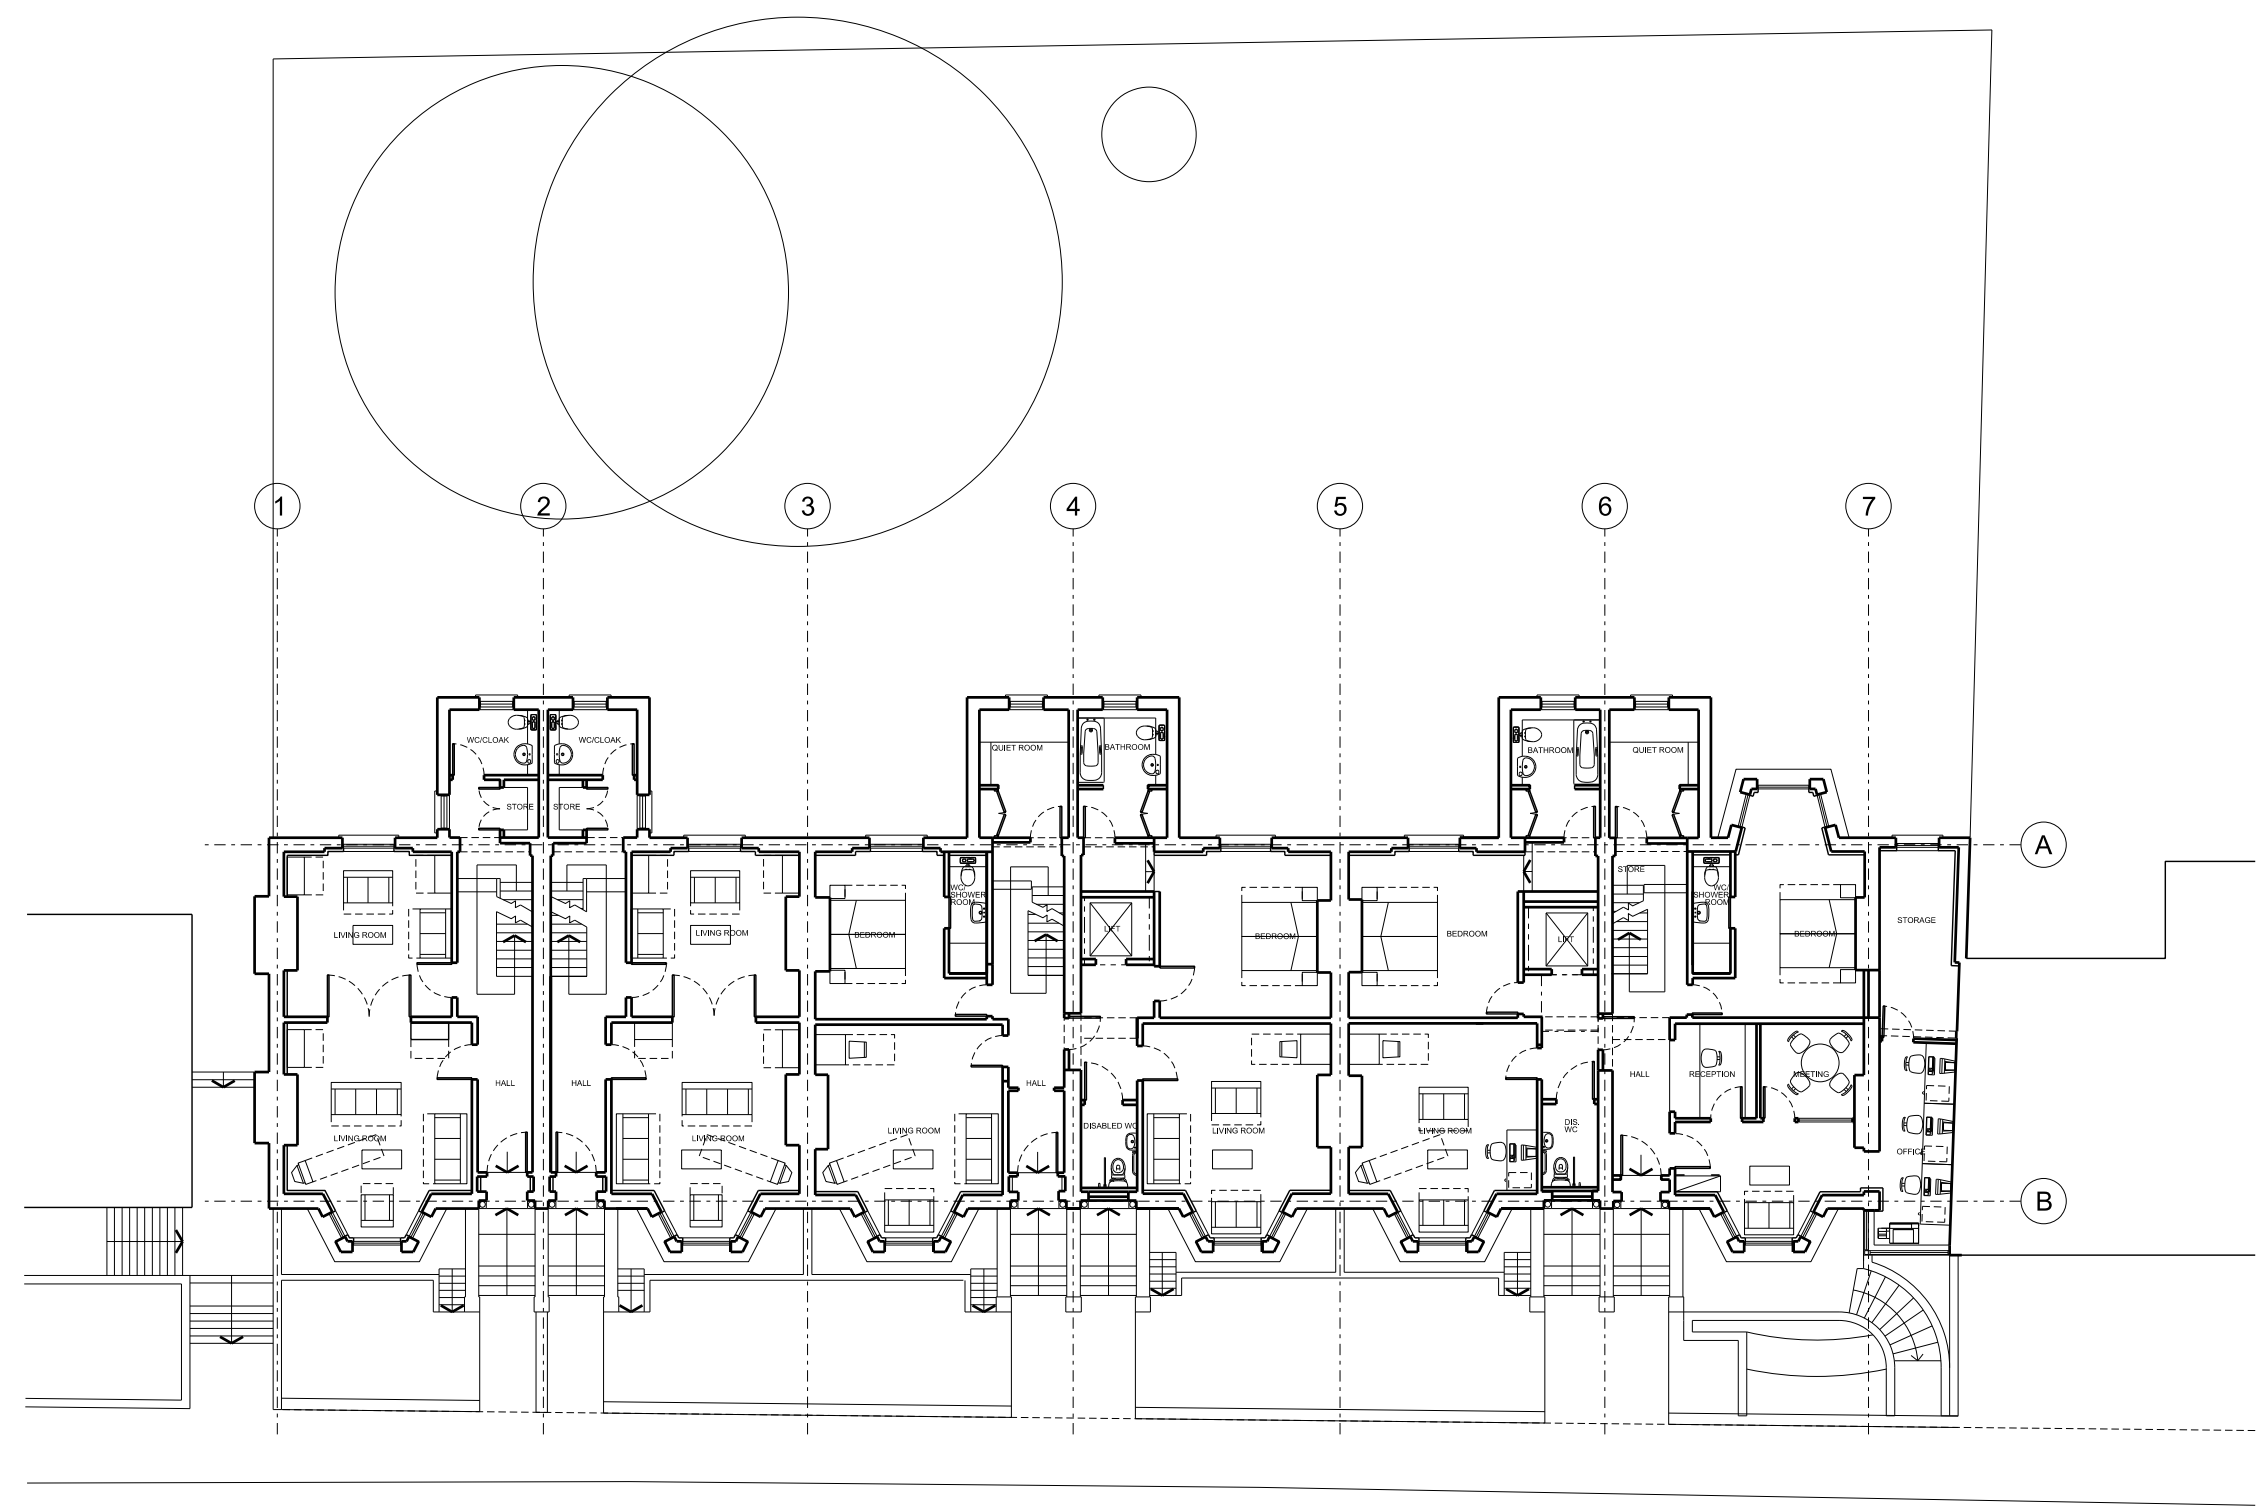 1
2
3
4
5
6
7
WC/CLOAK
WC/CLOAK
QUIET ROOM
BATHROOM
BATHROOM
QUIET ROOM
STORE
STORE
A
STORE
WC/
SHOWER
ROOM
WC/
SHOWER
ROOM
STORAGE
LIVING ROOM
LIVING ROOM
BEDROOM
LIFT
BEDROOM
BEDROOM
LIFT
BEDROOM
HALL
HALL
HALL
HALL
RECEPTION
MEETING
LIVING ROOM
LIVING ROOM
LIVING ROOM
DISABLED WC
LIVING ROOM
LIVING ROOM
DIS.
WC
OFFICE
B